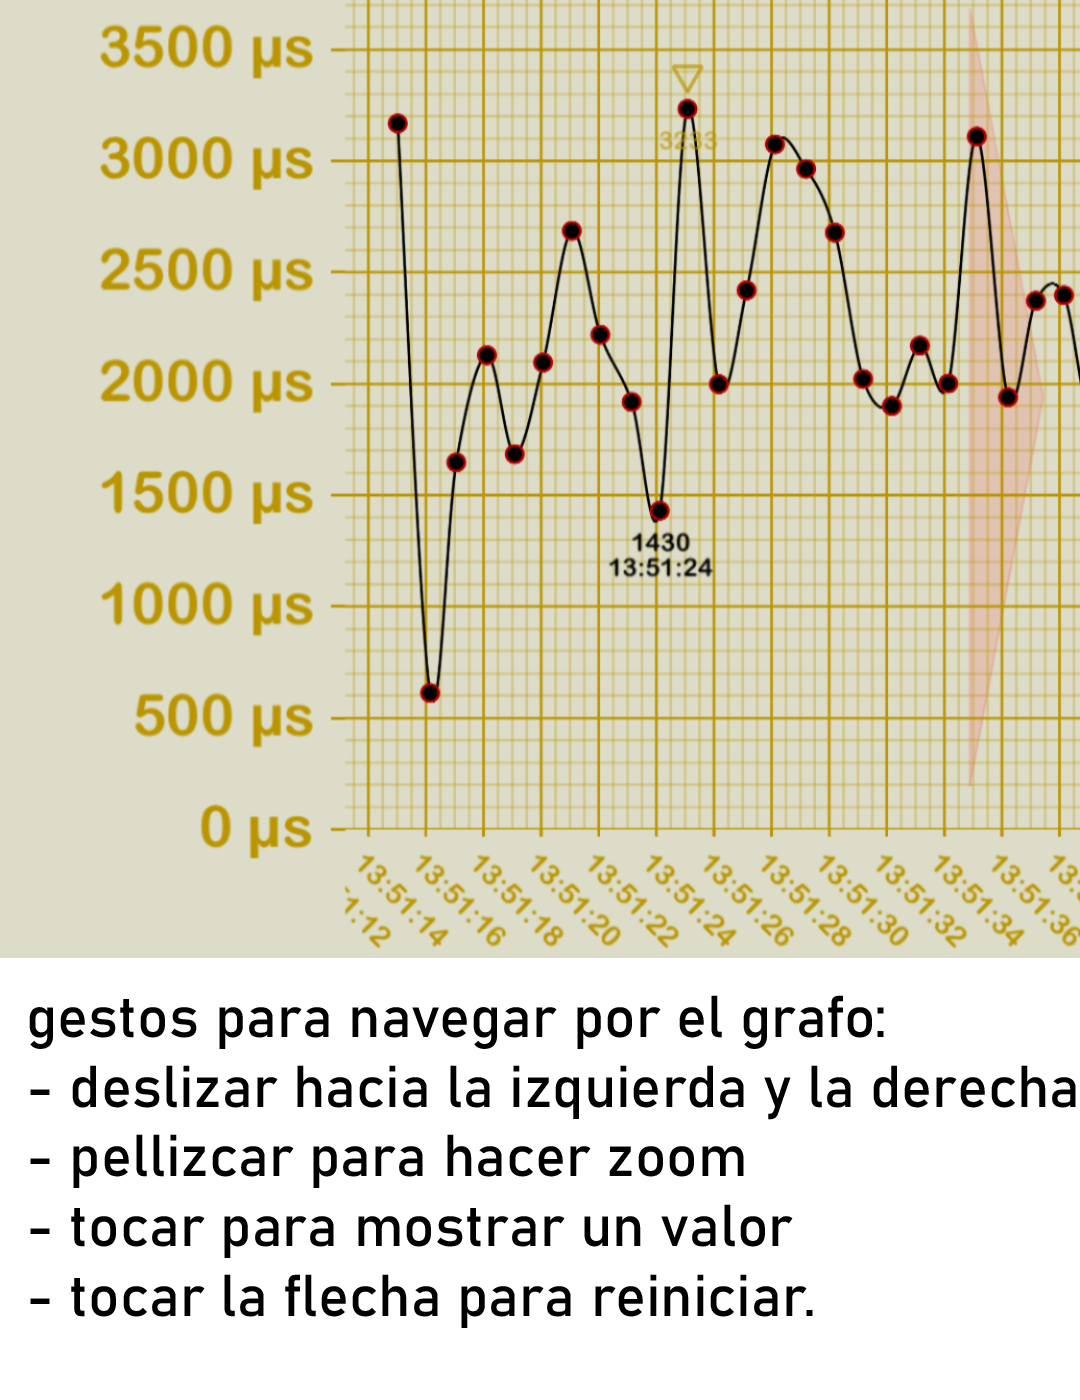 3500 µs
3000 µs
2500 µs
2000 µs
1500 µs
1000 µs
500 µs
0 µs
3233
1430
13:51:24
1:12
13:51:14
13:51:16
13:51:18
13:51:20
13:51:22
13:51:24
13:51:26
13:51:28
13:51:30
13:51:32
13:51:34
13:51:36
13:
gestos para navegar por el grafo:
- deslizar hacia la izquierda y la derecha
- pellizcar para hacer zoom
- tocar para mostrar un valor
- tocar la flecha para reiniciar.